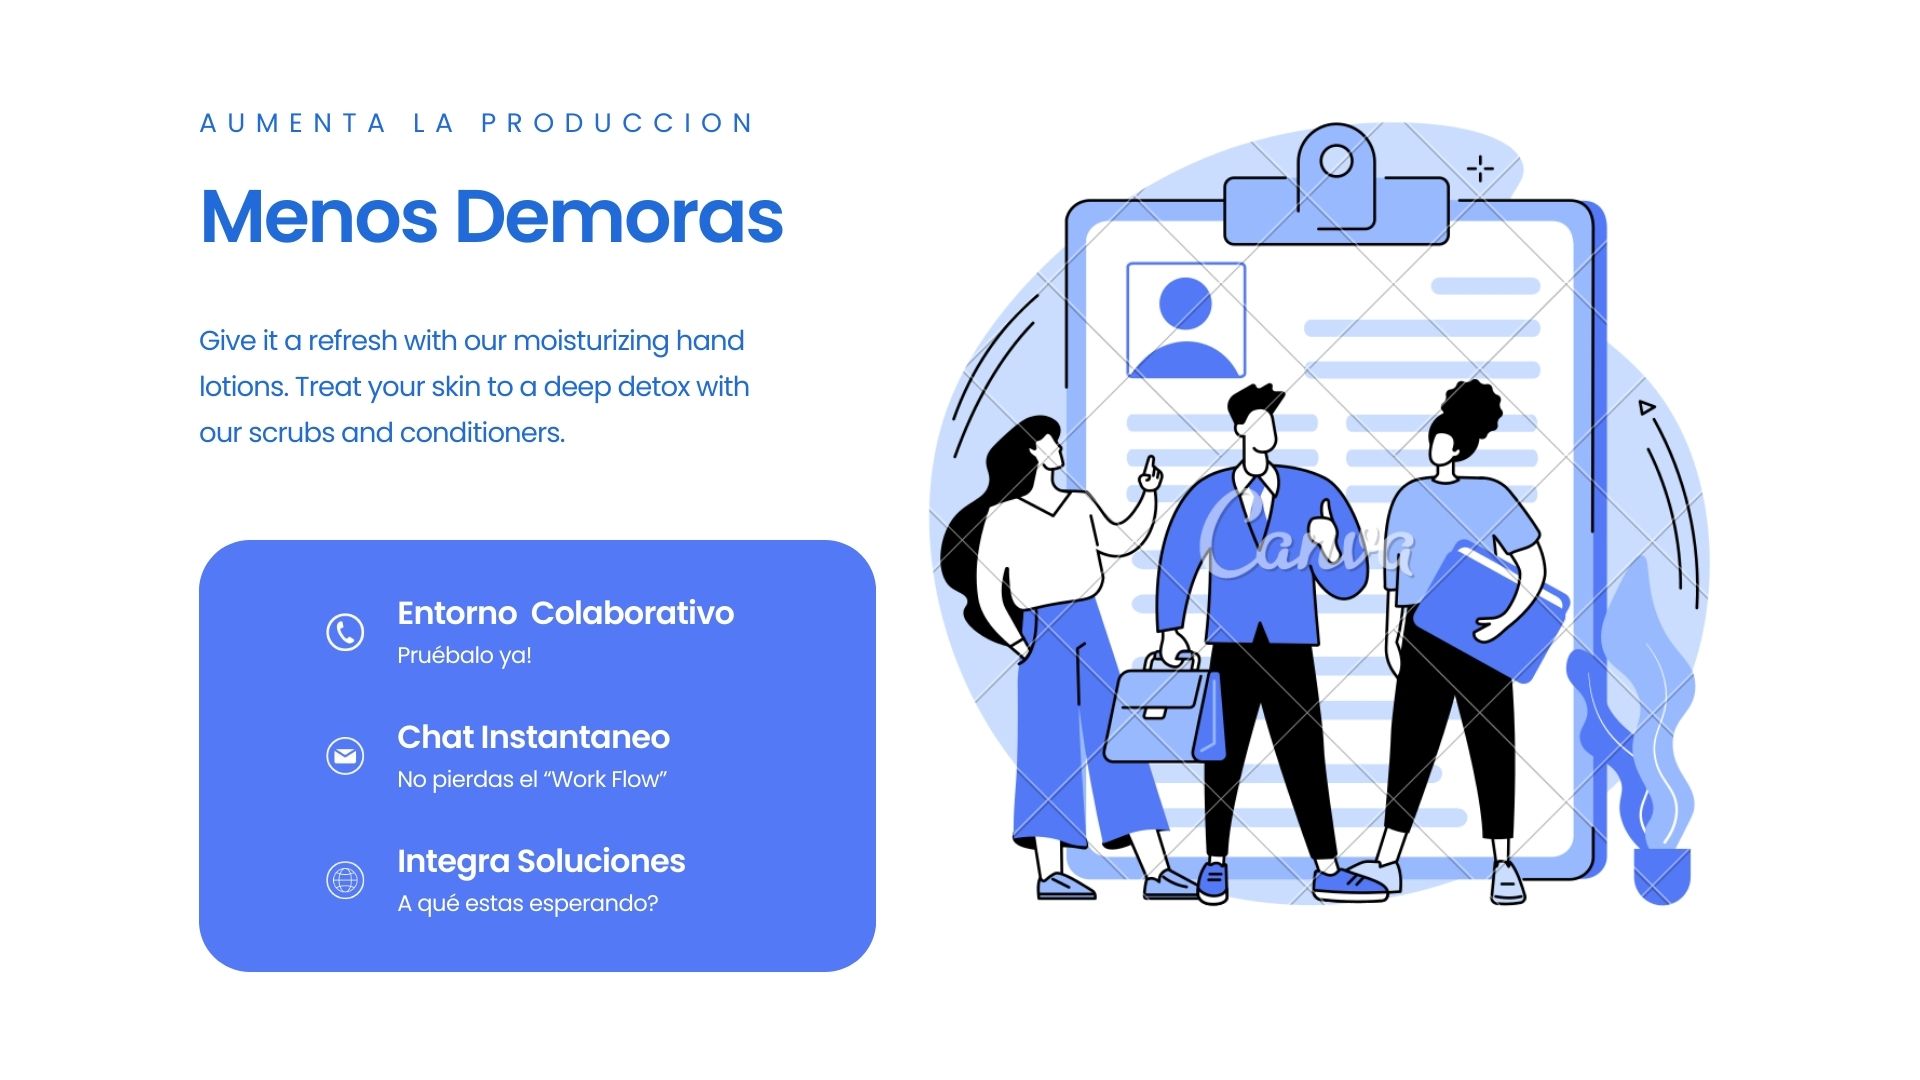 AUMENTA LA PRODUCCION
Menos Demoras
Give it a refresh with our moisturizing hand
lotions. Treat your skin to a deep detox with
our scrubs and conditioners.
Entorno Colaborativo
Pruébalo ya!
Chat Instantaneo
No pierdas el “Work Flow”
Integra Soluciones
A qué estas esperando?
Canva